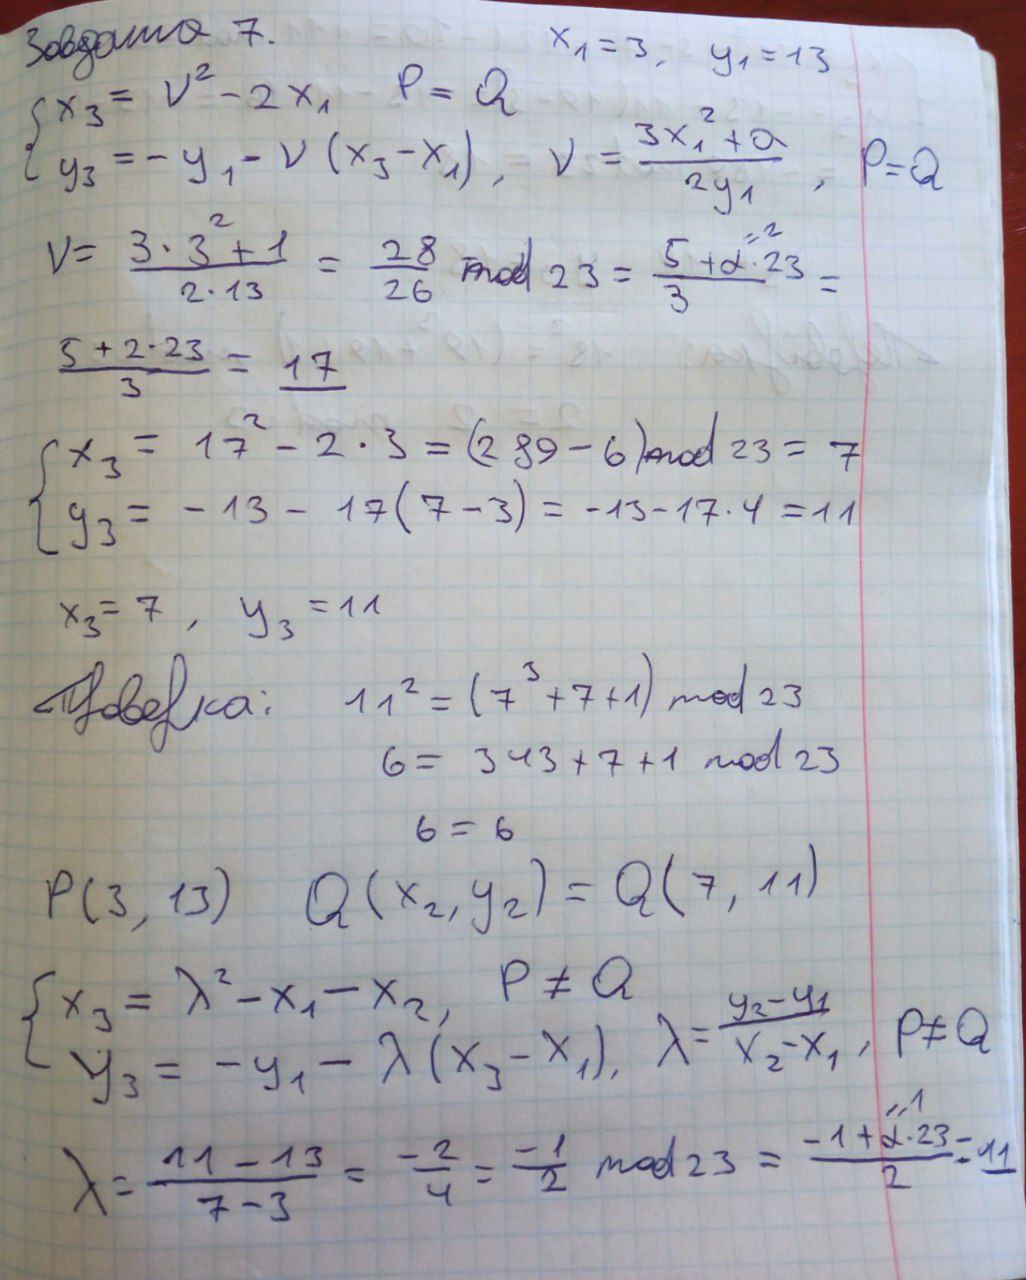 Завдання 7. x₁ = 3, y₁ = 13
{ x₃ = ν² - 2x₁ P = Q
y₃ = -y₁ - ν (x₃ - x₁), ν = (3x₁² + a)/(2y₁), P = Q
ν = (3·3² + 1)/(2·13) = 28/26 mod 23 = (5 + α·23)/3 = α = 2
(5 + 2·23)/3 = 17
{ x₃ = 17² - 2·3 = (289 - 6) mod 23 = 7
y₃ = -13 - 17(7 - 3) = -13 - 17·4 = 11
x₃ = 7, y₃ = 11
Проверка: 11² = (7³ + 7 + 1) mod 23
6 = 343 + 7 + 1 mod 23
6 = 6
P(3, 13) Q(x₂, y₂) = Q(7, 11)
{ x₃ = λ² - x₁ - x₂, P ≠ Q
y₃ = -y₁ - λ(x₃ - x₁), λ = (y₂ - y₁)/(x₂ - x₁), P ≠ Q
λ = (11 - 13)/(7 - 3) = -2/4 = -1/2 mod 23 = (-1 + α·23)/2 = 11 α = 1